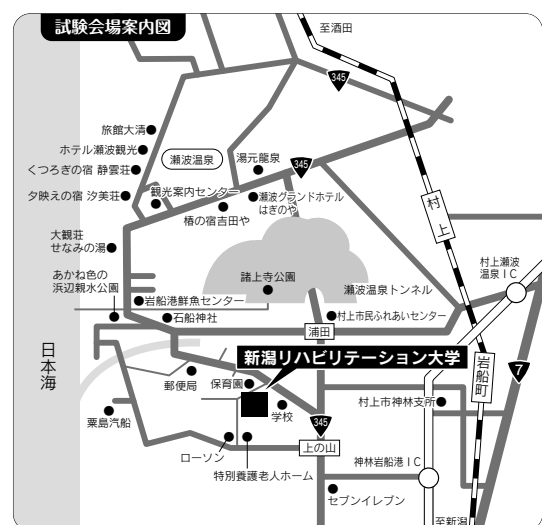 試験会場案内図
至酒田
345
旅館大清
ホテル瀬波観光
瀬波温泉
湯元龍泉
345
くつろぎの宿 静雲荘
夕映えの宿 汐美荘
観光案内センター
瀬波グランドホテル
はぎのや
椿の宿吉田や
村上
大観荘
せなみの湯
村上瀬波
温泉IC
あかね色の
浜辺親水公園
諸上寺公園
瀬波温泉トンネル
岩船港鮮魚センター
石船神社
村上市民ふれあいセンター
浦田
日本海
新潟リハビリテーション大学
岩船町
7
郵便局
保育園
学校
村上市神林支所
粟島汽船
345
ローソン
上の山
特別養護老人ホーム
神林岩船港IC
セブンイレブン
至新潟